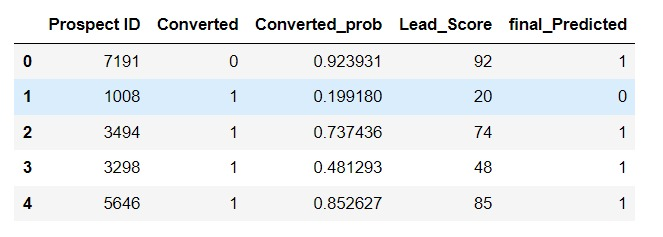 Prospect ID Converted Converted_prob Lead_Score final_Predicted
0 7191 0 0.923931 92 1
1 1008 1 0.199180 20 0
2 3494 1 0.737436 74 1
3 3298 1 0.481293 48 1
4 5646 1 0.852627 85 1